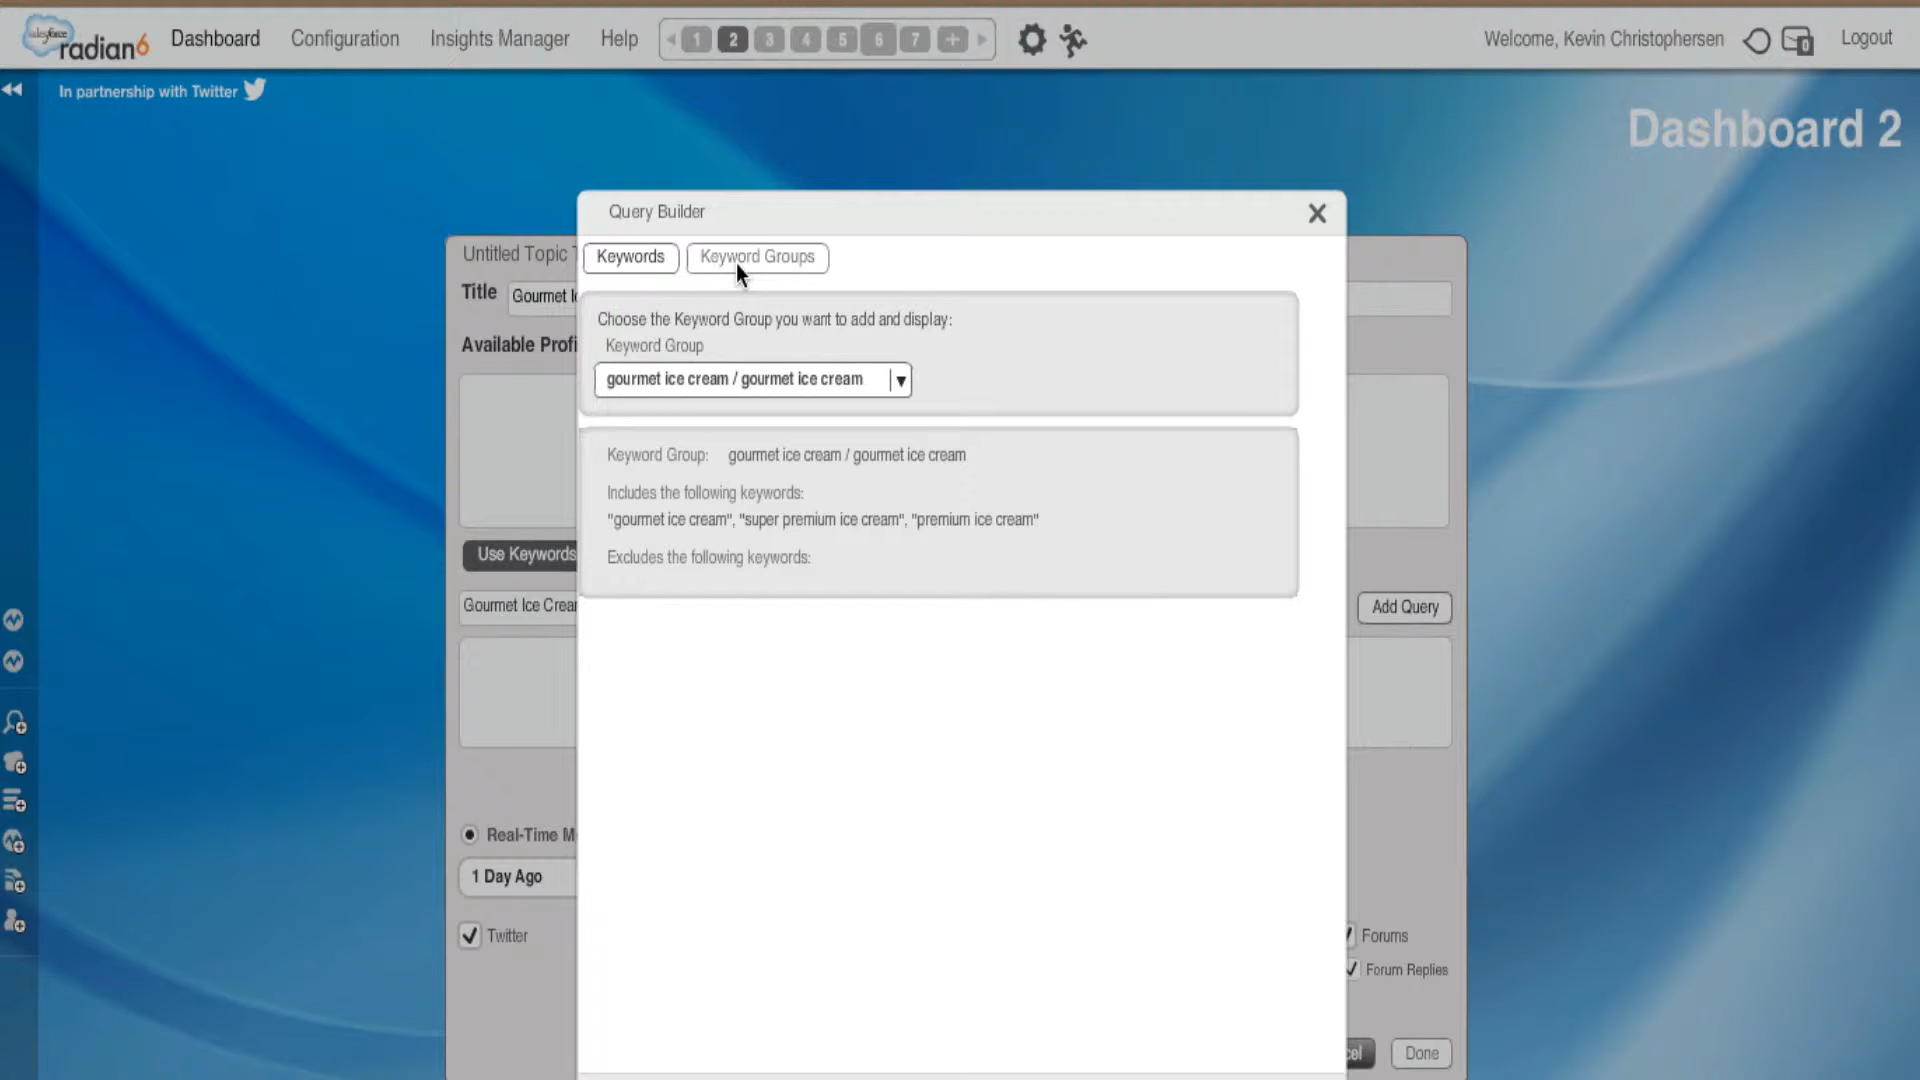 salesforce
radian6 Dashboard Configuration Insights Manager Help 1 2 3 4 5 6 7 + Welcome, Kevin Christophersen 0 Logout
In partnership with Twitter
Dashboard 2
Query Builder X
Untitled Topic T
Keywords Keyword Groups
Title Gourmet Ic
Choose the Keyword Group you want to add and display:
Available Profi Keyword Group
gourmet ice cream / gourmet ice cream
Keyword Group: gourmet ice cream / gourmet ice cream
Includes the following keywords:
"gourmet ice cream", "super premium ice cream", "premium ice cream"
Use Keywords Excludes the following keywords:
Gourmet Ice Crear Add Query
Real-Time M
1 Day Ago
Twitter Forums
Forum Replies
cel Done